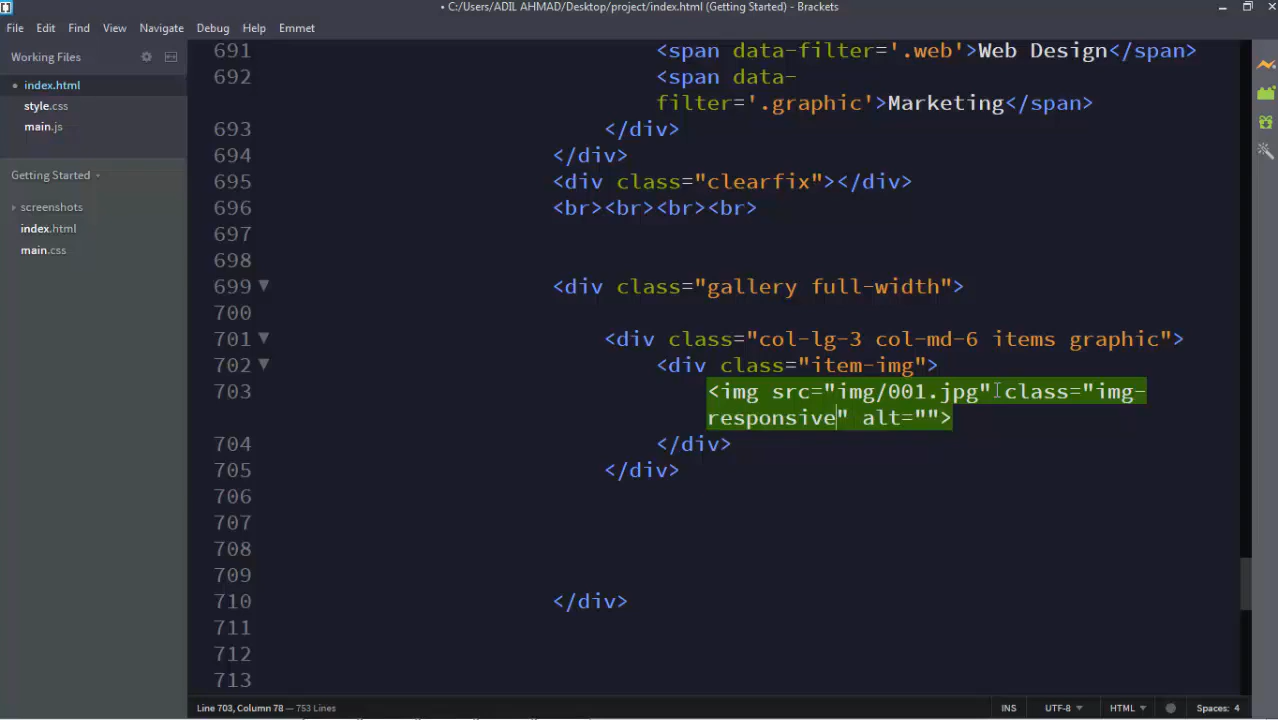 C:/Users/ADIL AHMAD/Desktop/project/index.html (Getting Started) - Brackets
File Edit Find View Navigate Debug Help Emmet
Working Files
index.html
style.css
main.js
Getting Started
screenshots
index.html
main.css
691 <span data-filter='.web'>Web Design</span>
692 <span data-
filter='.graphic'>Marketing</span>
693 </div>
694 </div>
695 <div class="clearfix"></div>
696 <br><br><br><br>
697
698
699 <div class="gallery full-width">
700
701 <div class="col-lg-3 col-md-6 items graphic">
702 <div class="item-img">
703 <img src="img/001.jpg" class="img-
responsive" alt="">
704 </div>
705 </div>
706
707
708
709
710 </div>
711
712
713
Line 703, Column 78 — 753 Lines
INS UTF-8 HTML Spaces: 4